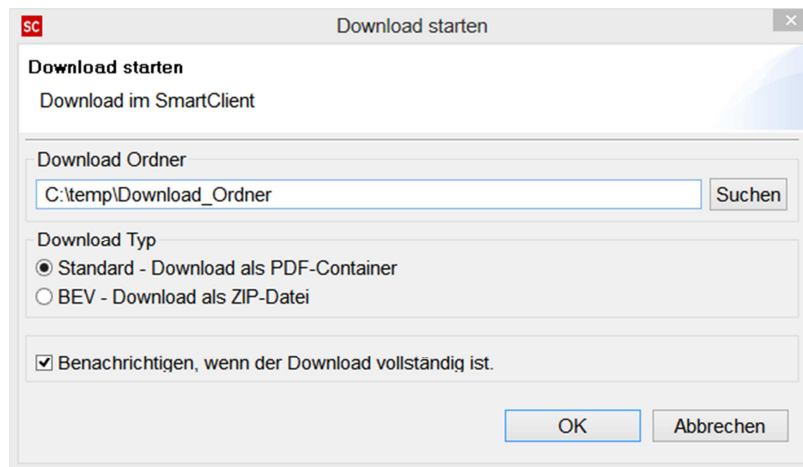 SC Download starten
Download starten
Download im SmartClient
Download Ordner
C:\temp\Download_Ordner Suchen
Download Typ
Standard - Download als PDF-Container
BEV - Download als ZIP-Datei
Benachrichtigen, wenn der Download vollständig ist.
OK Abbrechen